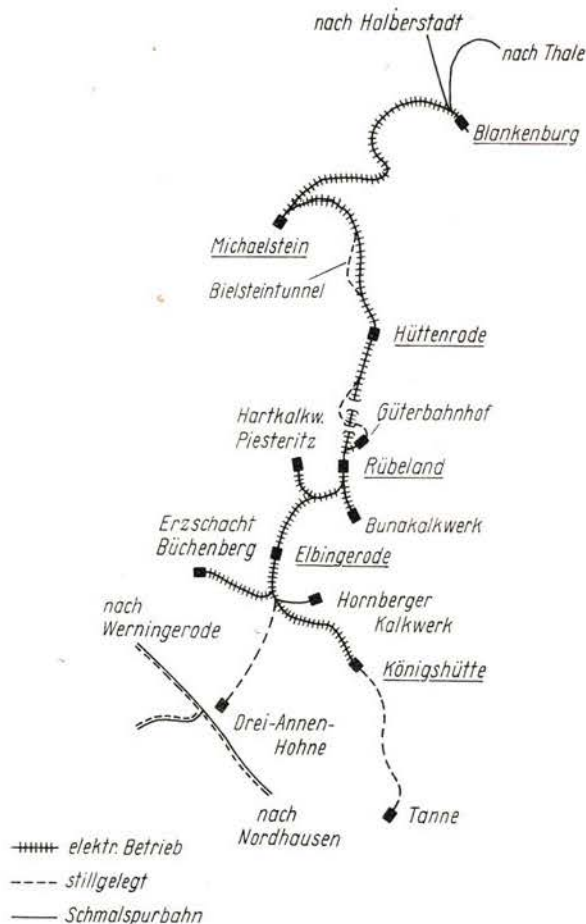 nach Halberstadt
nach Thale
Blankenburg
Michaelstein
Bielsteintunnel
Hüttenrode
Hartkalkw.
Piesteritz
Güterbahnhof
Rübeland
Bunakalkwerk
Erzschacht
Büchenberg
Elbingerode
Hornberger
Kalkwerk
nach
Werningerode
Königshütte
Drei-Annen-
Hohne
nach
Nordhausen
Tanne
elektr. Betrieb
stillgelegt
Schmalspurbahn